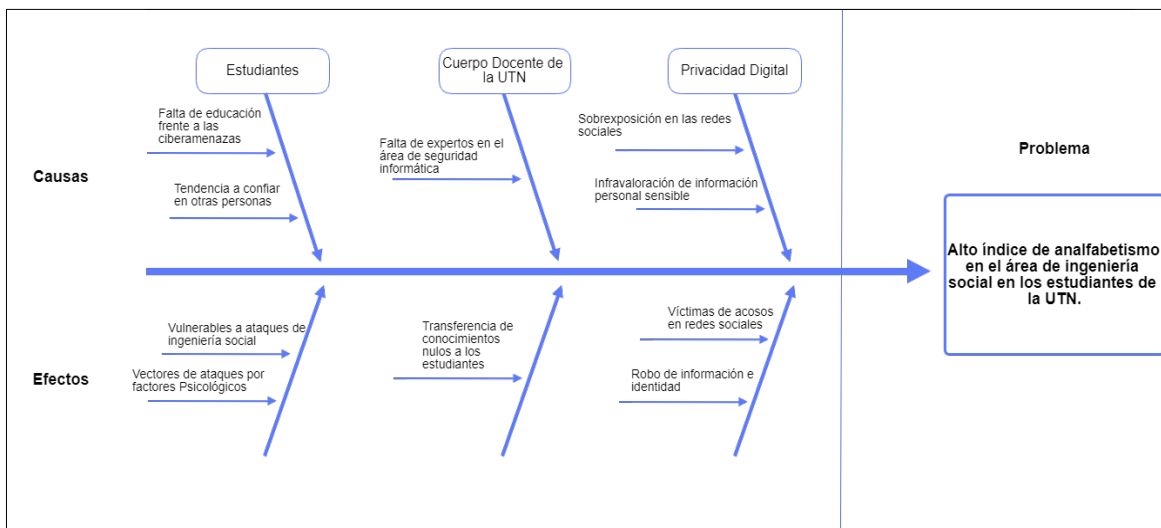 Estudiantes
Cuerpo Docente de
la UTN
Privacidad Digital
Falta de educación
frente a las
ciberamenazas
Falta de expertos en el
área de seguridad
informática
Sobrexposición en las redes
sociales
Problema
Causas
Tendencia a confiar
en otras personas
Infravaloración de información
personal sensible
Alto índice de analfabetismo
en el área de ingeniería
social en los estudiantes de
la UTN.
Vulnerables a ataques de
ingeniería social
Transferencia de
conocimientos
nulos a los
estudiantes
Víctimas de acosos
en redes sociales
Efectos
Vectores de ataques por
factores Psicológicos
Robo de información e
identidad